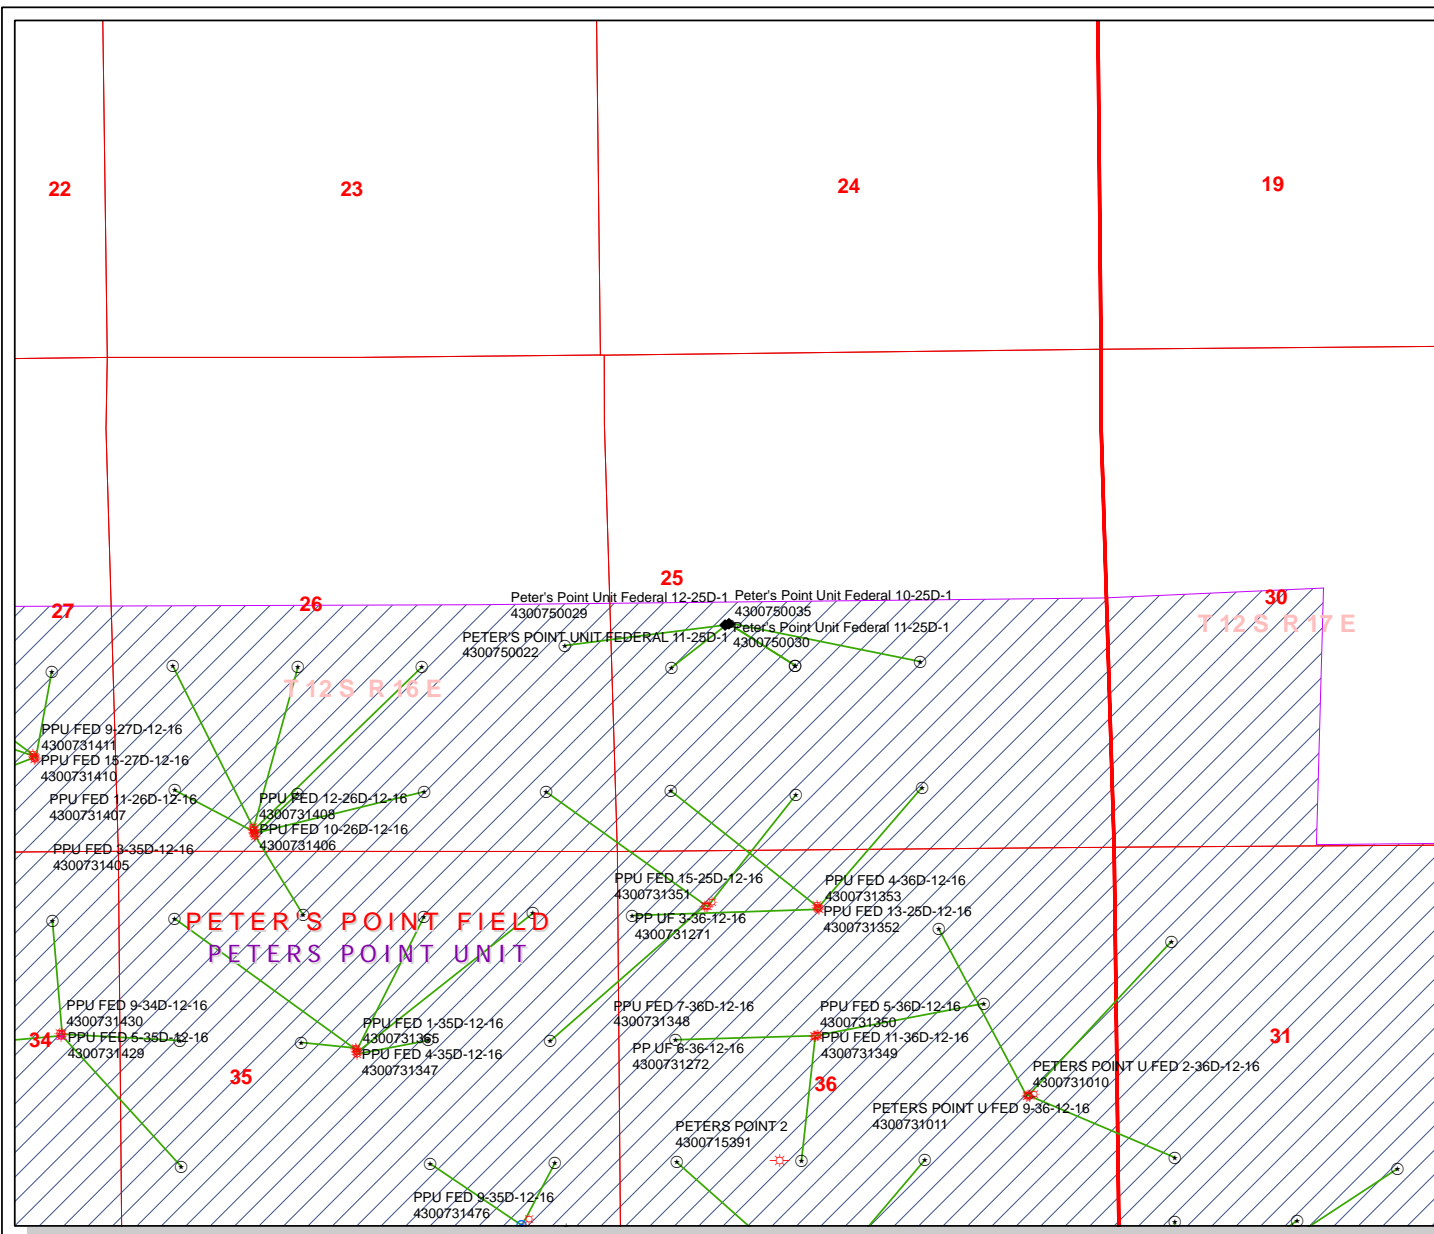 22
23
24
19
25
27
26
30
Peter's Point Unit Federal 12-25D-1
4300750029
Peter's Point Unit Federal 10-25D-1
4300750035
PETER'S POINT UNIT FEDERAL 11-25D-1
4300750022
Peter's Point Unit Federal 11-25D-1
4300750030
T 12 S R 17 E
T 12 S R 16 E
PPU FED 9-27D-12-16
4300731411
PPU FED 15-27D-12-16
4300731410
PPU FED 11-26D-12-16
4300731407
PPU FED 12-26D-12-16
4300731408
PPU FED 10-26D-12-16
4300731406
PPU FED 3-35D-12-16
4300731405
PPU FED 15-25D-12-16
4300731351
PPU FED 4-36D-12-16
4300731353
PPU FED 13-25D-12-16
4300731352
PP UF 3-36-12-16
4300731271
PETER'S POINT FIELD
PETERS POINT UNIT
PPU FED 9-34D-12-16
4300731430
PPU FED 5-35D-12-16
4300731429
34
35
PPU FED 1-35D-12-16
4300731365
PPU FED 4-35D-12-16
4300731347
PPU FED 7-36D-12-16
4300731348
PP UF 6-36-12-16
4300731272
PPU FED 5-36D-12-16
4300731350
PPU FED 11-36D-12-16
4300731349
36
31
PETERS POINT U FED 2-36D-12-16
4300731010
PETERS POINT U FED 9-36-12-16
4300731011
PETERS POINT 2
4300715391
PPU FED 9-35D-12-16
4300731476